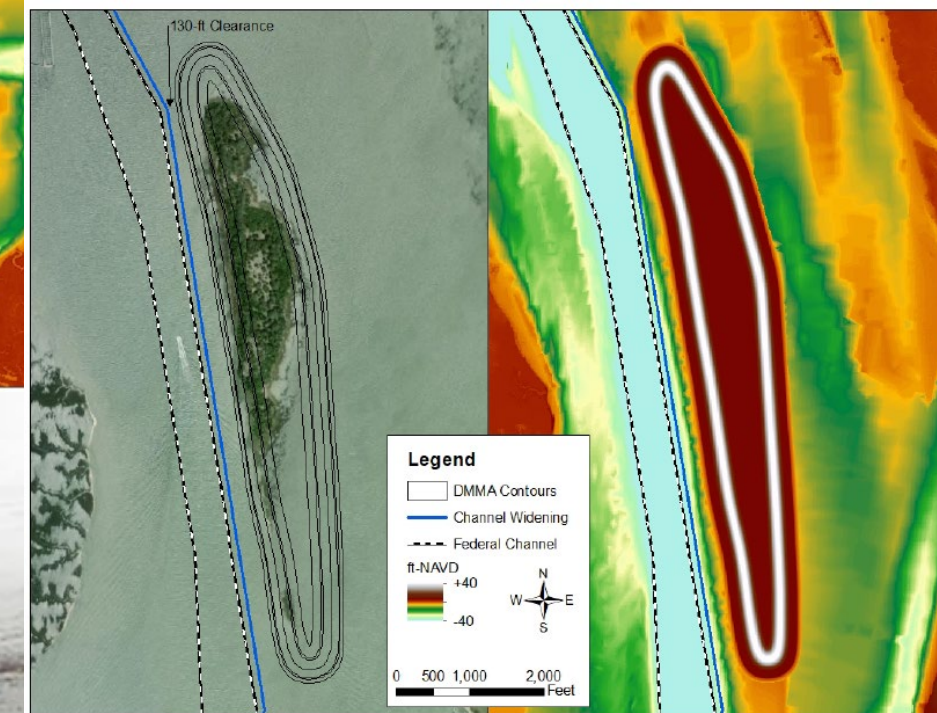 130-ft Clearance
Legend
DMMA Contours
Channel Widening
Federal Channel
ft-NAVD
+40
-40
N
W E
S
0 500 1,000 2,000
Feet